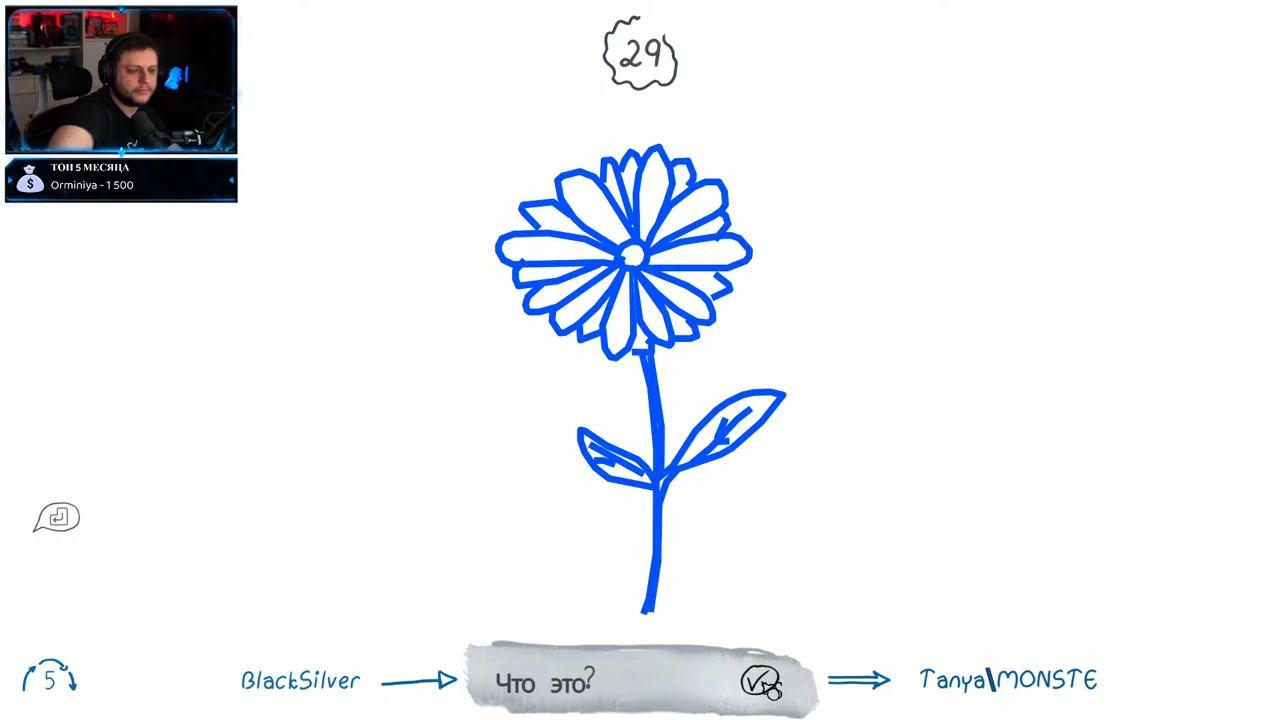 29
ТОП 5 МЕСЯЦА
$ Orminiya - 1 500
5 BlackSilver Что это? Tanya\MONSTE